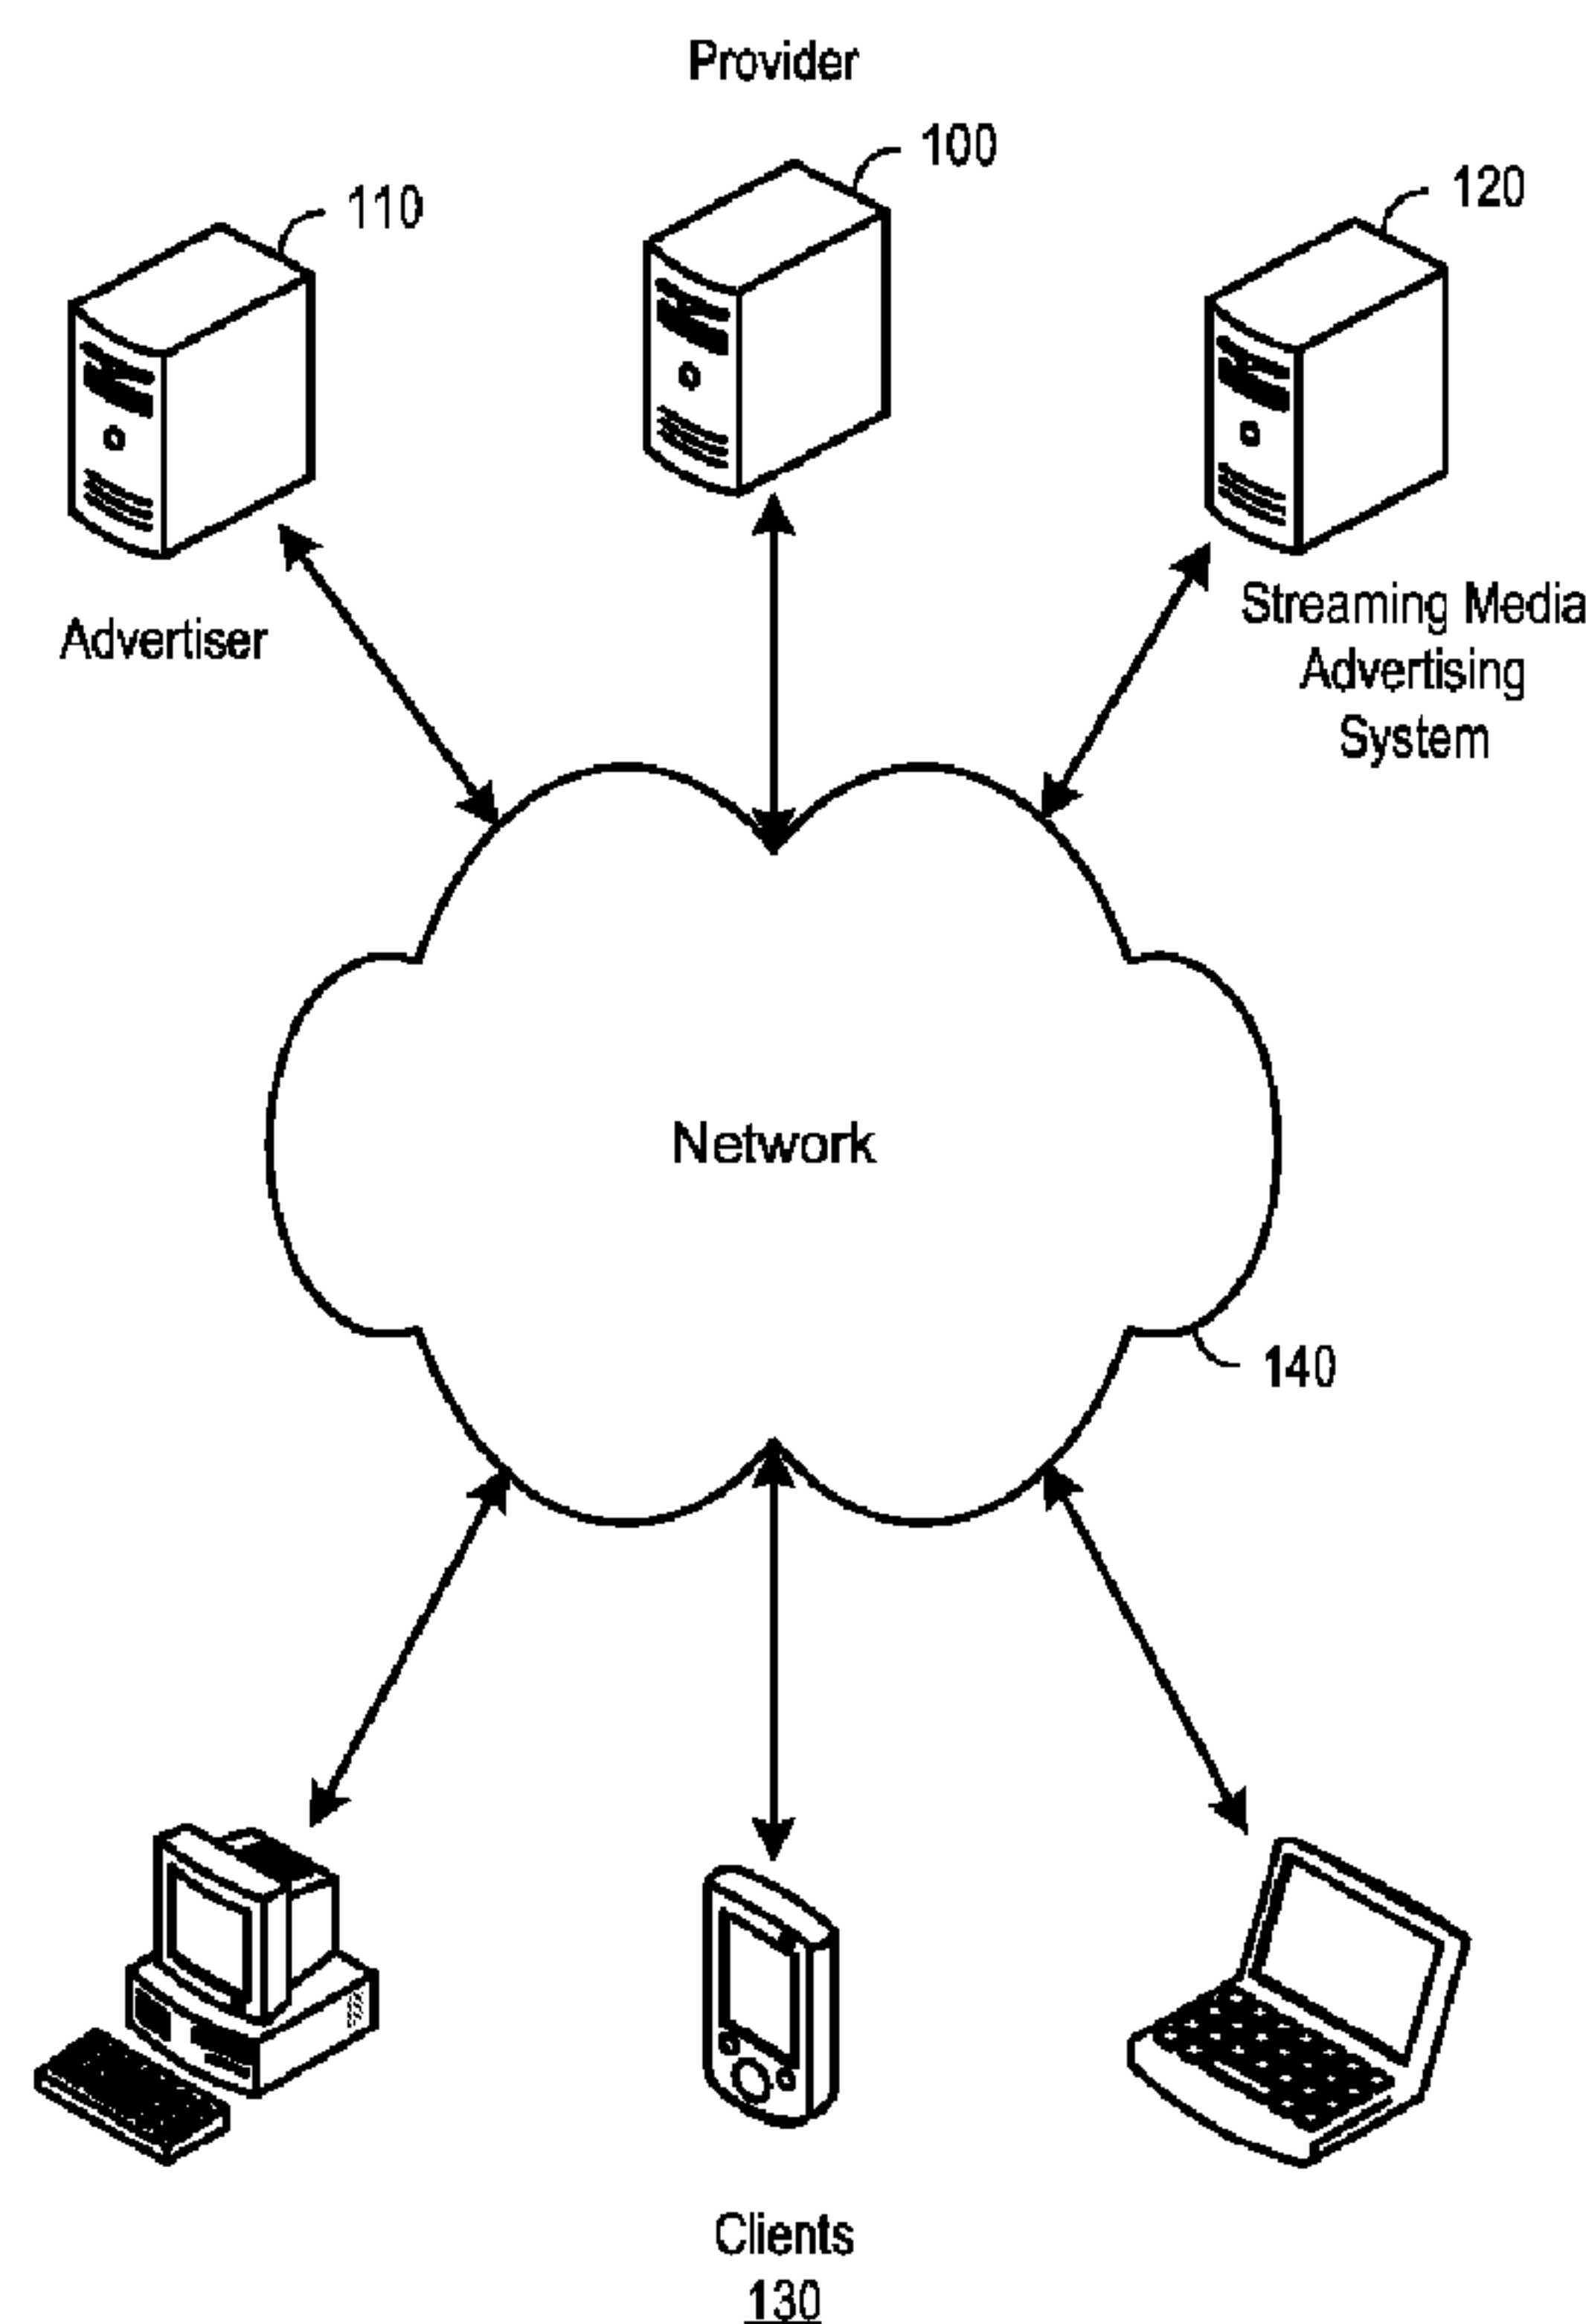 Provider
100
110
120
Advertiser
Streaming Media
Advertising
System
Network
140
Clients
130